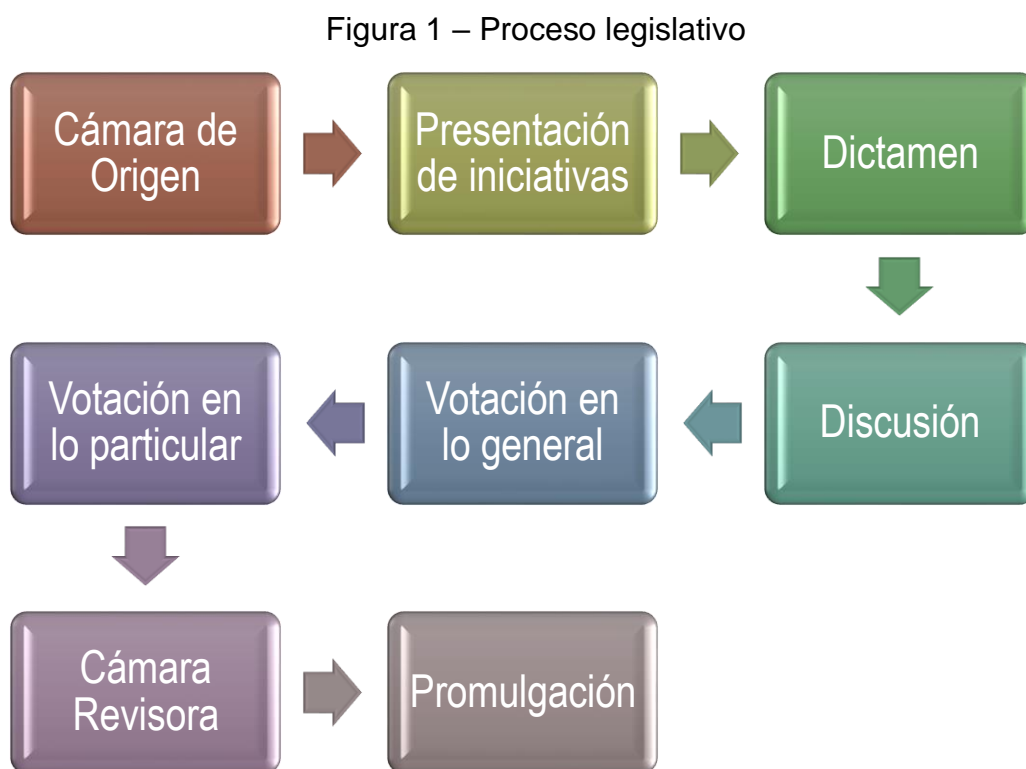 Figura 1 – Proceso legislativo
Cámara de
Origen
Presentación
de iniciativas
Dictamen
Discusión
Votación en
lo general
Votación en
lo particular
Cámara
Revisora
Promulgación